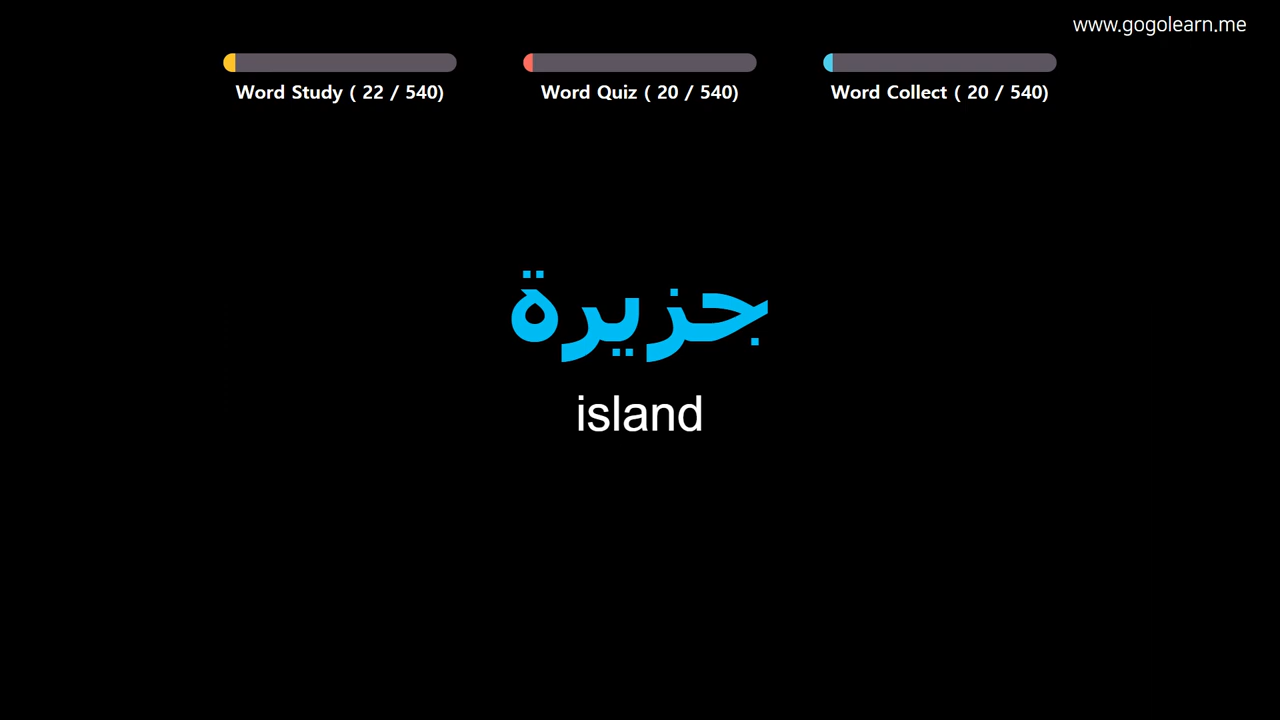 www.gogolearn.me
Word Study ( 22 / 540)
Word Quiz ( 20 / 540)
Word Collect ( 20 / 540)
جزيرة
island